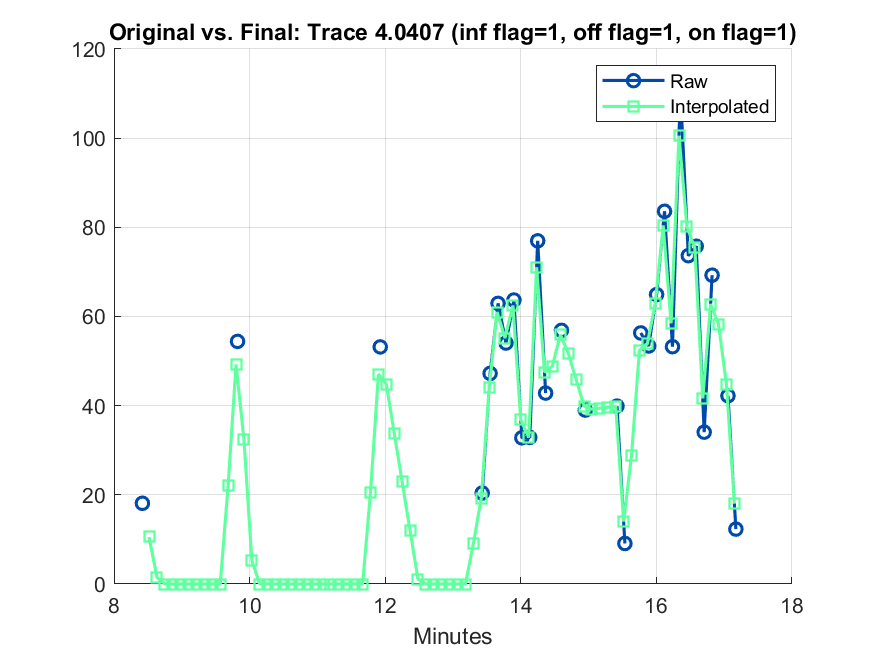 Original vs. Final: Trace 4.0407 (inf flag=1, off flag=1, on flag=1)
120
100
80
60
40
20
0
Raw
Interpolated
8 10 12 14 16 18
Minutes